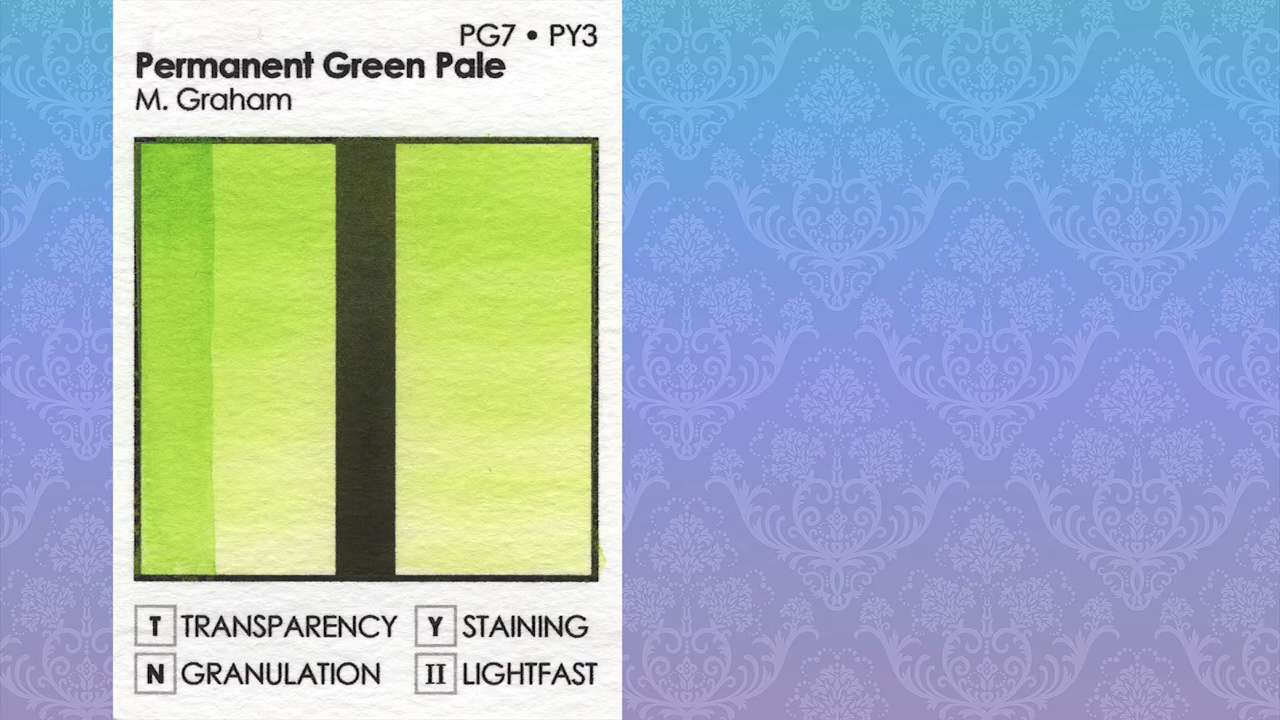 PG7 • PY3
Permanent Green Pale
M. Graham
T TRANSPARENCY Y STAINING
N GRANULATION II LIGHTFAST